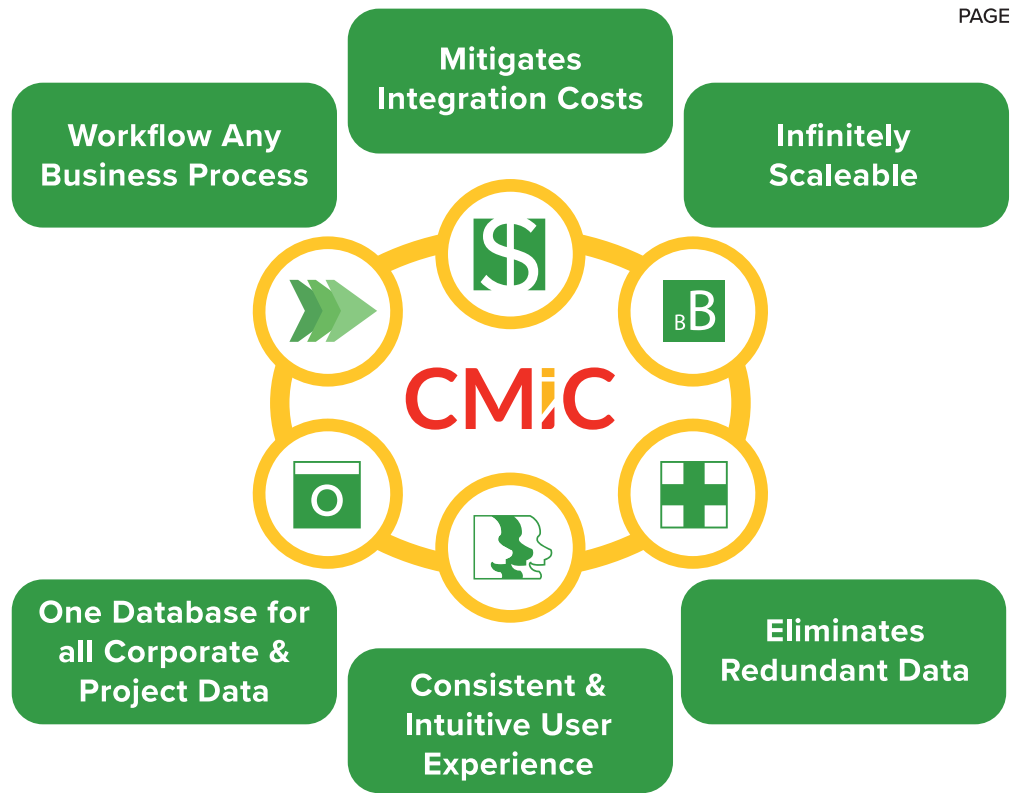 PAGE
Mitigates
Integration Costs
Workflow Any
Business Process
Infinitely
Scaleable
$
B B
CMiC
O
One Database for
all Corporate &
Project Data
Consistent &
Intuitive User
Experience
Eliminates
Redundant Data